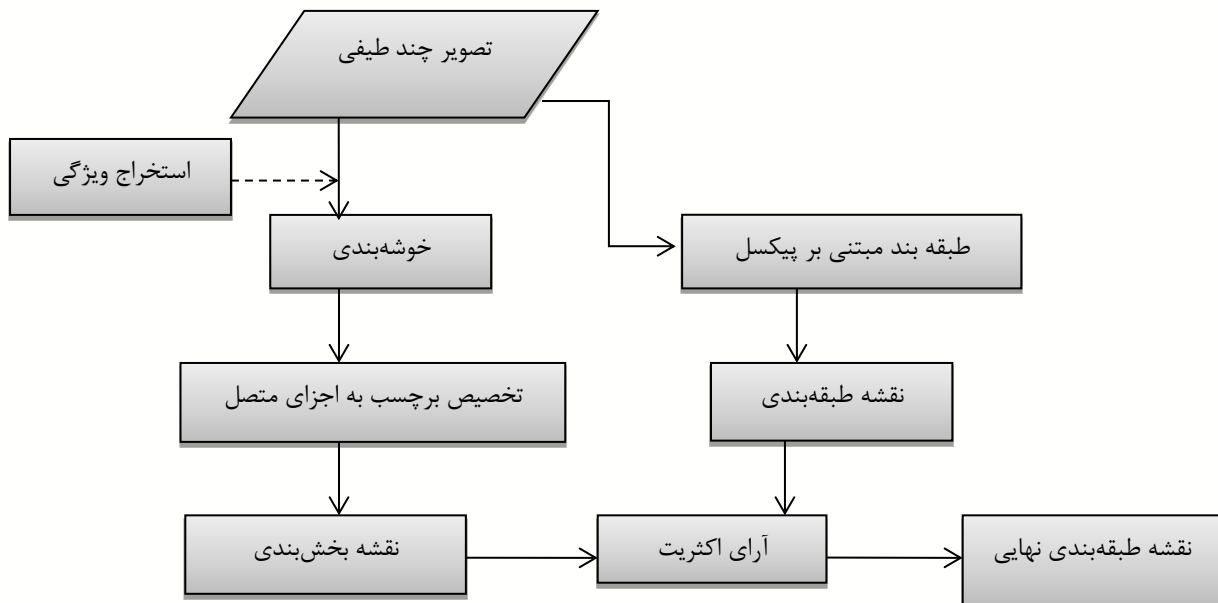 تصویر چند طیفی
استخراج ویژگی
خوشه‌بندی
طبقه بند مبتنی بر پیکسل
تخصیص برچسب به اجزای متصل
نقشه طبقه‌بندی
نقشه بخش‌بندی
آرای اکثریت
نقشه طبقه‌بندی نهایی